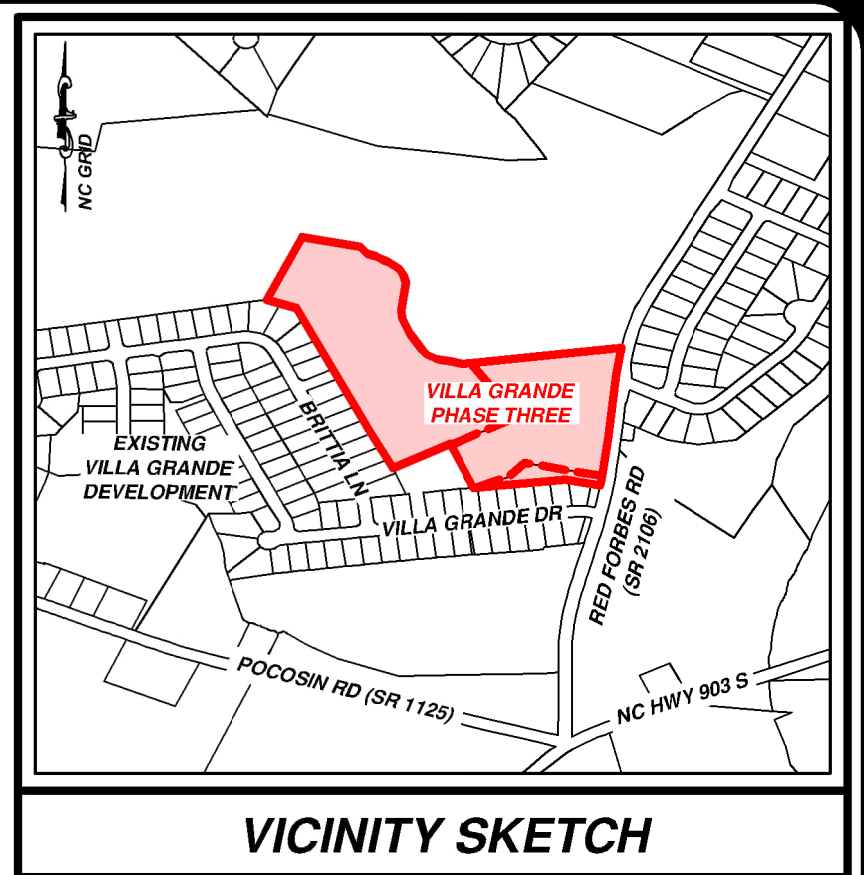 NC GRID
VILLA GRANDE
PHASE THREE
BRITTIA LN
EXISTING
VILLA GRANDE
DEVELOPMENT
VILLA GRANDE DR
RED FORBES RD
(SR 2106)
POCOSIN RD (SR 1125)
NC HWY 903 S
VICINITY SKETCH